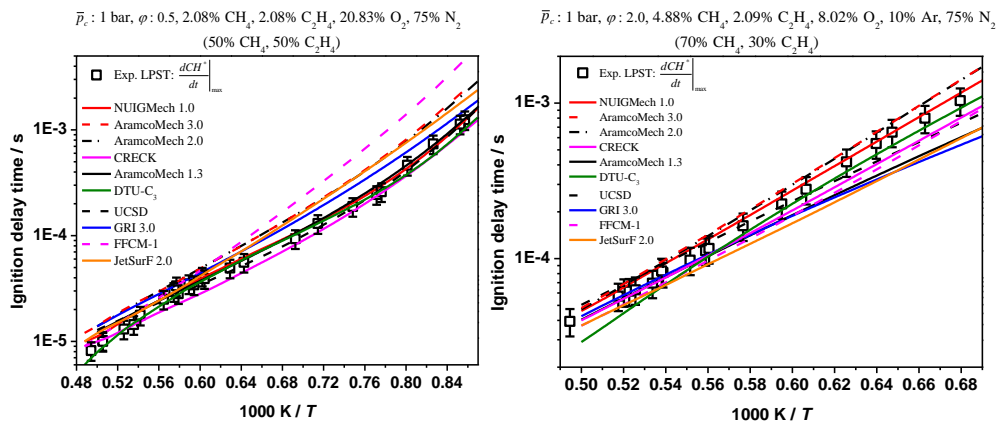 p̅c : 1 bar, φ: 0.5, 2.08% CH4, 2.08% C2H4, 20.83% O2, 75% N2
(50% CH4, 50% C2H4)
Ignition delay time / s
1E-3
1E-4
1E-5
Exp. LPST: dCH*/dt|max
NUIGMech 1.0
AramcoMech 3.0
AramcoMech 2.0
CRECK
AramcoMech 1.3
DTU-C3
UCSD
GRI 3.0
FFCM-1
JetSurF 2.0
0.48 0.52 0.56 0.60 0.64 0.68 0.72 0.76 0.80 0.84
1000 K / T
p̅c : 1 bar, φ: 2.0, 4.88% CH4, 2.09% C2H4, 8.02% O2, 10% Ar, 75% N2
(70% CH4, 30% C2H4)
Ignition delay time / s
1E-3
1E-4
Exp. LPST: dCH*/dt|max
NUIGMech 1.0
AramcoMech 3.0
AramcoMech 2.0
CRECK
AramcoMech 1.3
DTU-C3
UCSD
GRI 3.0
FFCM-1
JetSurF 2.0
0.50 0.52 0.54 0.56 0.58 0.60 0.62 0.64 0.66 0.68
1000 K / T